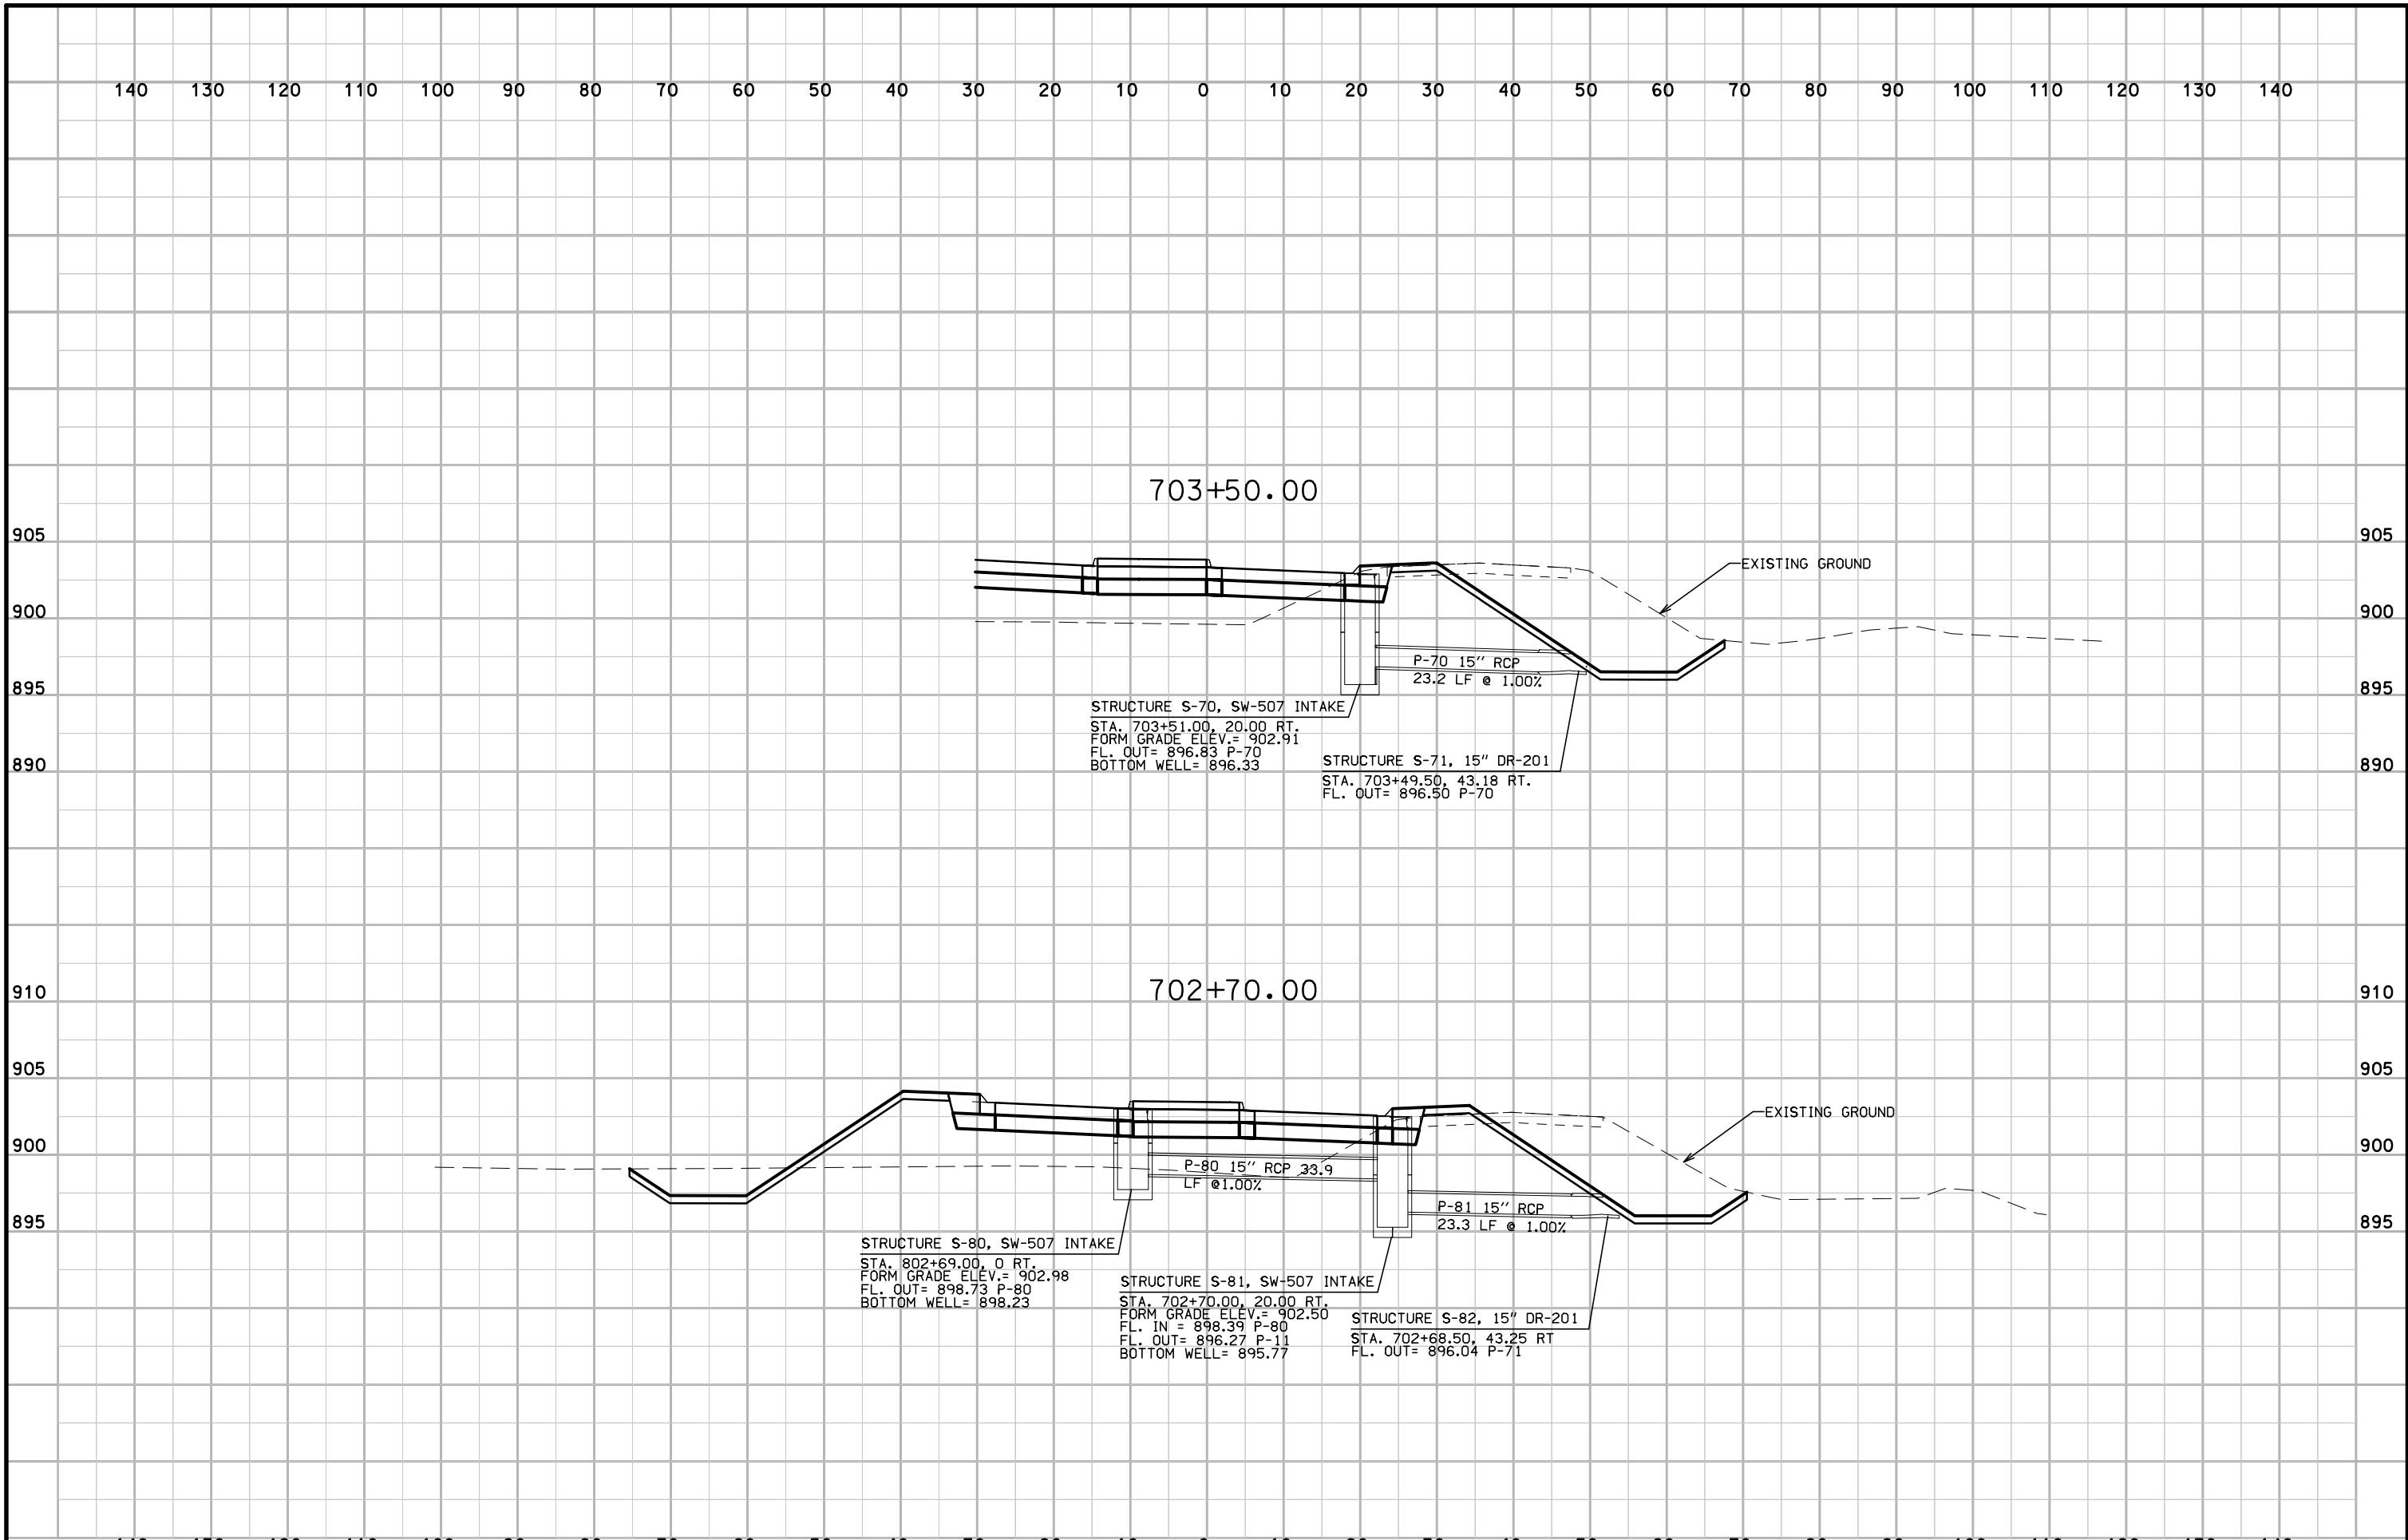 140 130 120 110 100 90 80 70 60 50 40 30 20 10 0 10 20 30 40 50 60 70 80 90 100 110 120 130 140
703+50.00
905 905
EXISTING GROUND
900 900
P-70 15" RCP
23.2 LF @ 1.00%
895 895
STRUCTURE S-70, SW-507 INTAKE
STA. 703+51.00, 20.00 RT.
FORM GRADE ELEV.= 902.91
FL. OUT= 896.83 P-70
BOTTOM WELL= 896.33
STRUCTURE S-71, 15" DR-201
STA. 703+49.50, 43.18 RT.
FL. OUT= 896.50 P-70
890 890
702+70.00
910 910
905 905
EXISTING GROUND
900 900
P-80 15" RCP 33.9
LF @1.00%
P-81 15" RCP
23.3 LF @ 1.00%
895 895
STRUCTURE S-80, SW-507 INTAKE
STA. 802+69.00, 0 RT.
FORM GRADE ELEV.= 902.98
FL. OUT= 898.73 P-80
BOTTOM WELL= 898.23
STRUCTURE S-81, SW-507 INTAKE
STA. 702+70.00, 20.00 RT.
FORM GRADE ELEV.= 902.50
FL. IN = 898.39 P-80
FL. OUT= 896.27 P-11
BOTTOM WELL= 895.77
STRUCTURE S-82, 15" DR-201
STA. 702+68.50, 43.25 RT
FL. OUT= 896.04 P-71